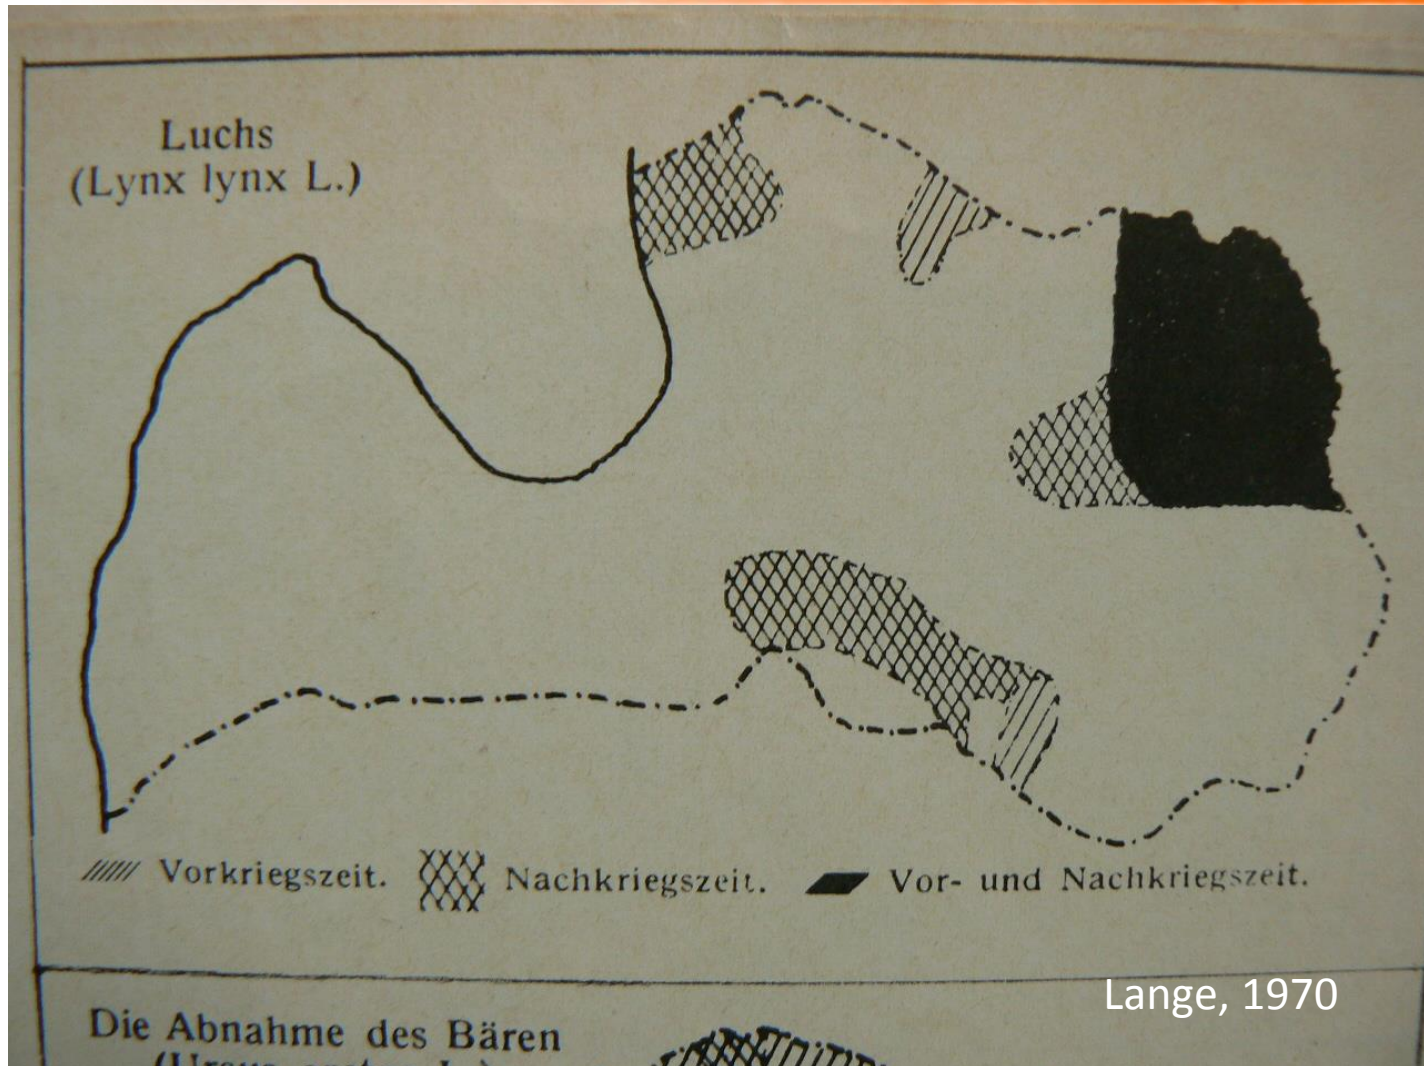 Luchs
(Lynx lynx L.)
Vorkriegszeit. Nachkriegszeit. Vor- und Nachkriegszeit.
Lange, 1970
Die Abnahme des Bären